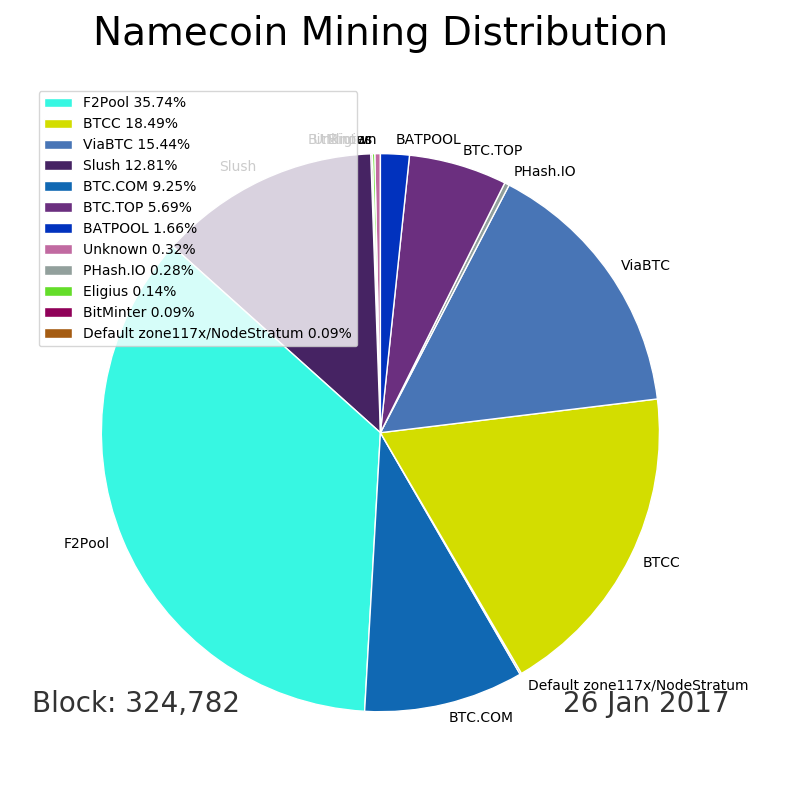 Namecoin Mining Distribution
F2Pool 35.74%
BTCC 18.49%
ViaBTC 15.44%
Slush 12.81%
BTC.COM 9.25%
BTC.TOP 5.69%
BATPOOL 1.66%
Unknown 0.32%
PHash.IO 0.28%
Eligius 0.14%
BitMinter 0.09%
Default zone117x/NodeStratum 0.09%
BATPOOL
BTC.TOP
PHash.IO
Slush
ViaBTC
F2Pool
BTCC
Default zone117x/NodeStratum
Block: 324,782
26 Jan 2017
BTC.COM